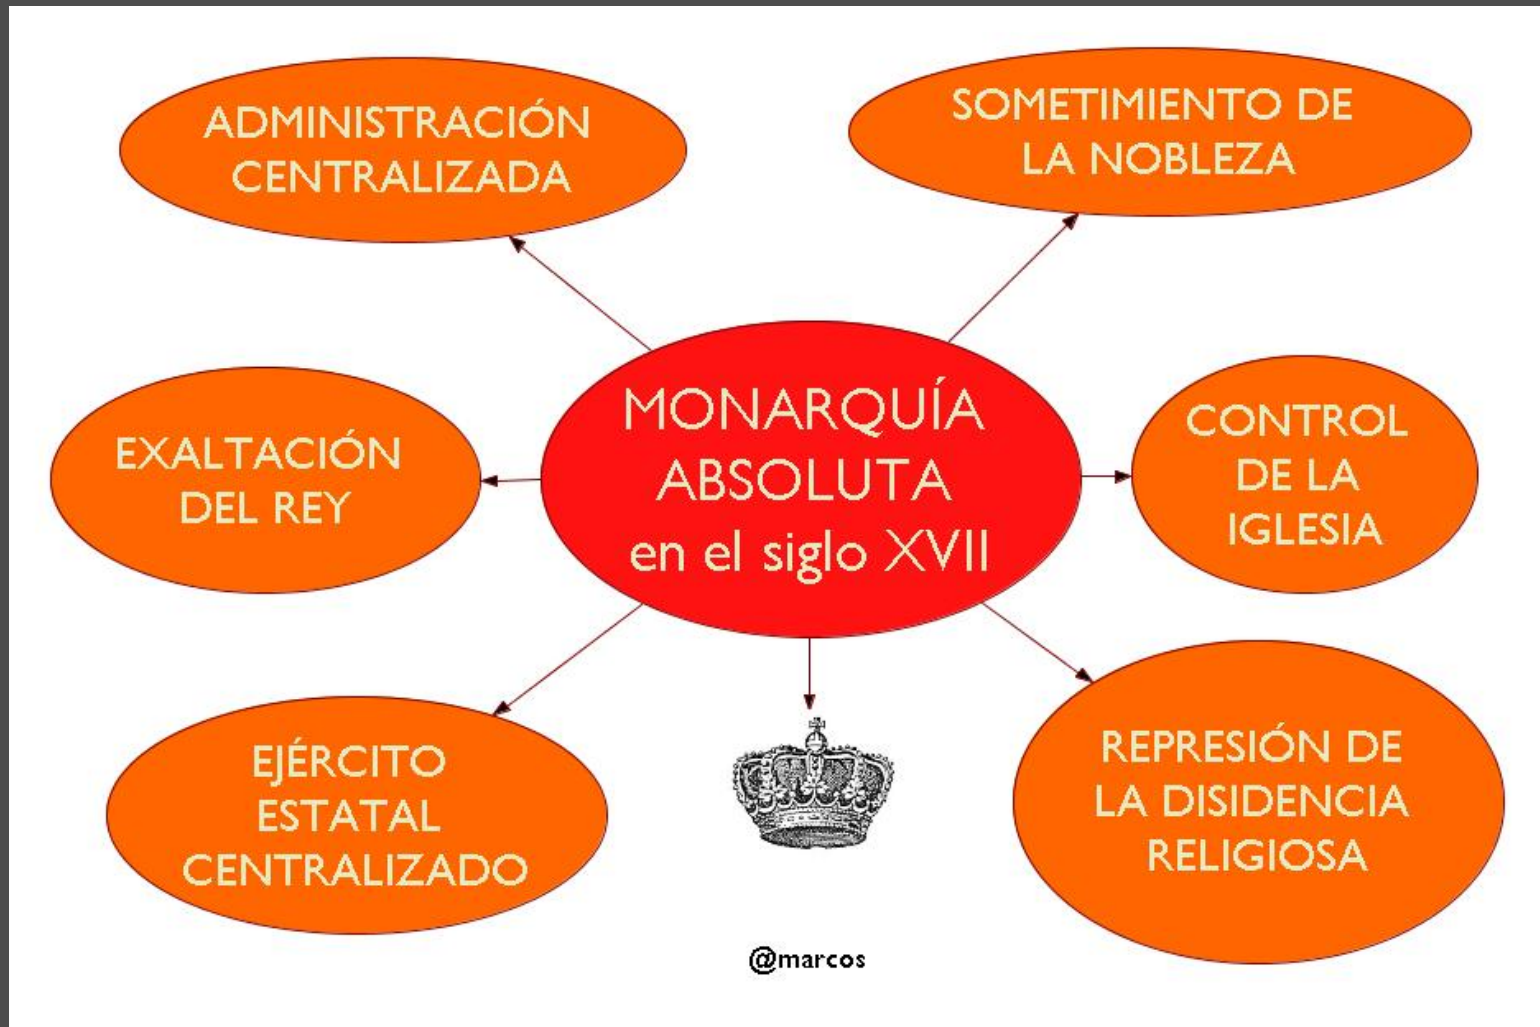 ADMINISTRACIÓN
CENTRALIZADA
SOMETIMIENTO DE
LA NOBLEZA
MONARQUÍA
ABSOLUTA
en el siglo XVII
EXALTACIÓN
DEL REY
CONTROL
DE LA
IGLESIA
EJÉRCITO
ESTATAL
CENTRALIZADO
REPRESIÓN DE
LA DISIDENCIA
RELIGIOSA
@marcos